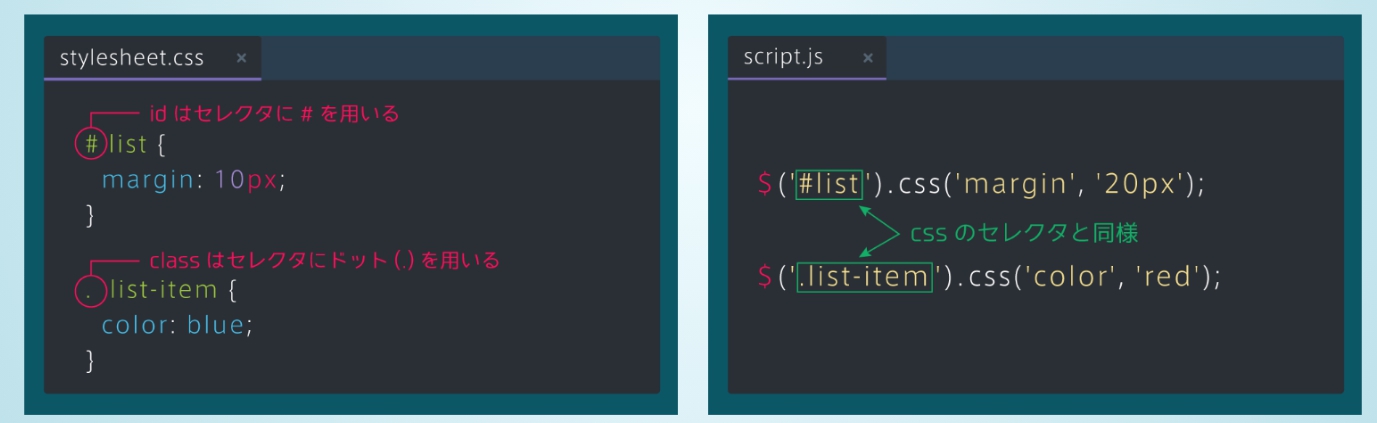 stylesheet.css ×
id はセレクタに # を用いる
#list {
margin: 10px;
}
class はセレクタにドット (.) を用いる
.list-item {
color: blue;
}
script.js ×
$('#list').css('margin', '20px');
css のセレクタと同様
$('.list-item').css('color', 'red');